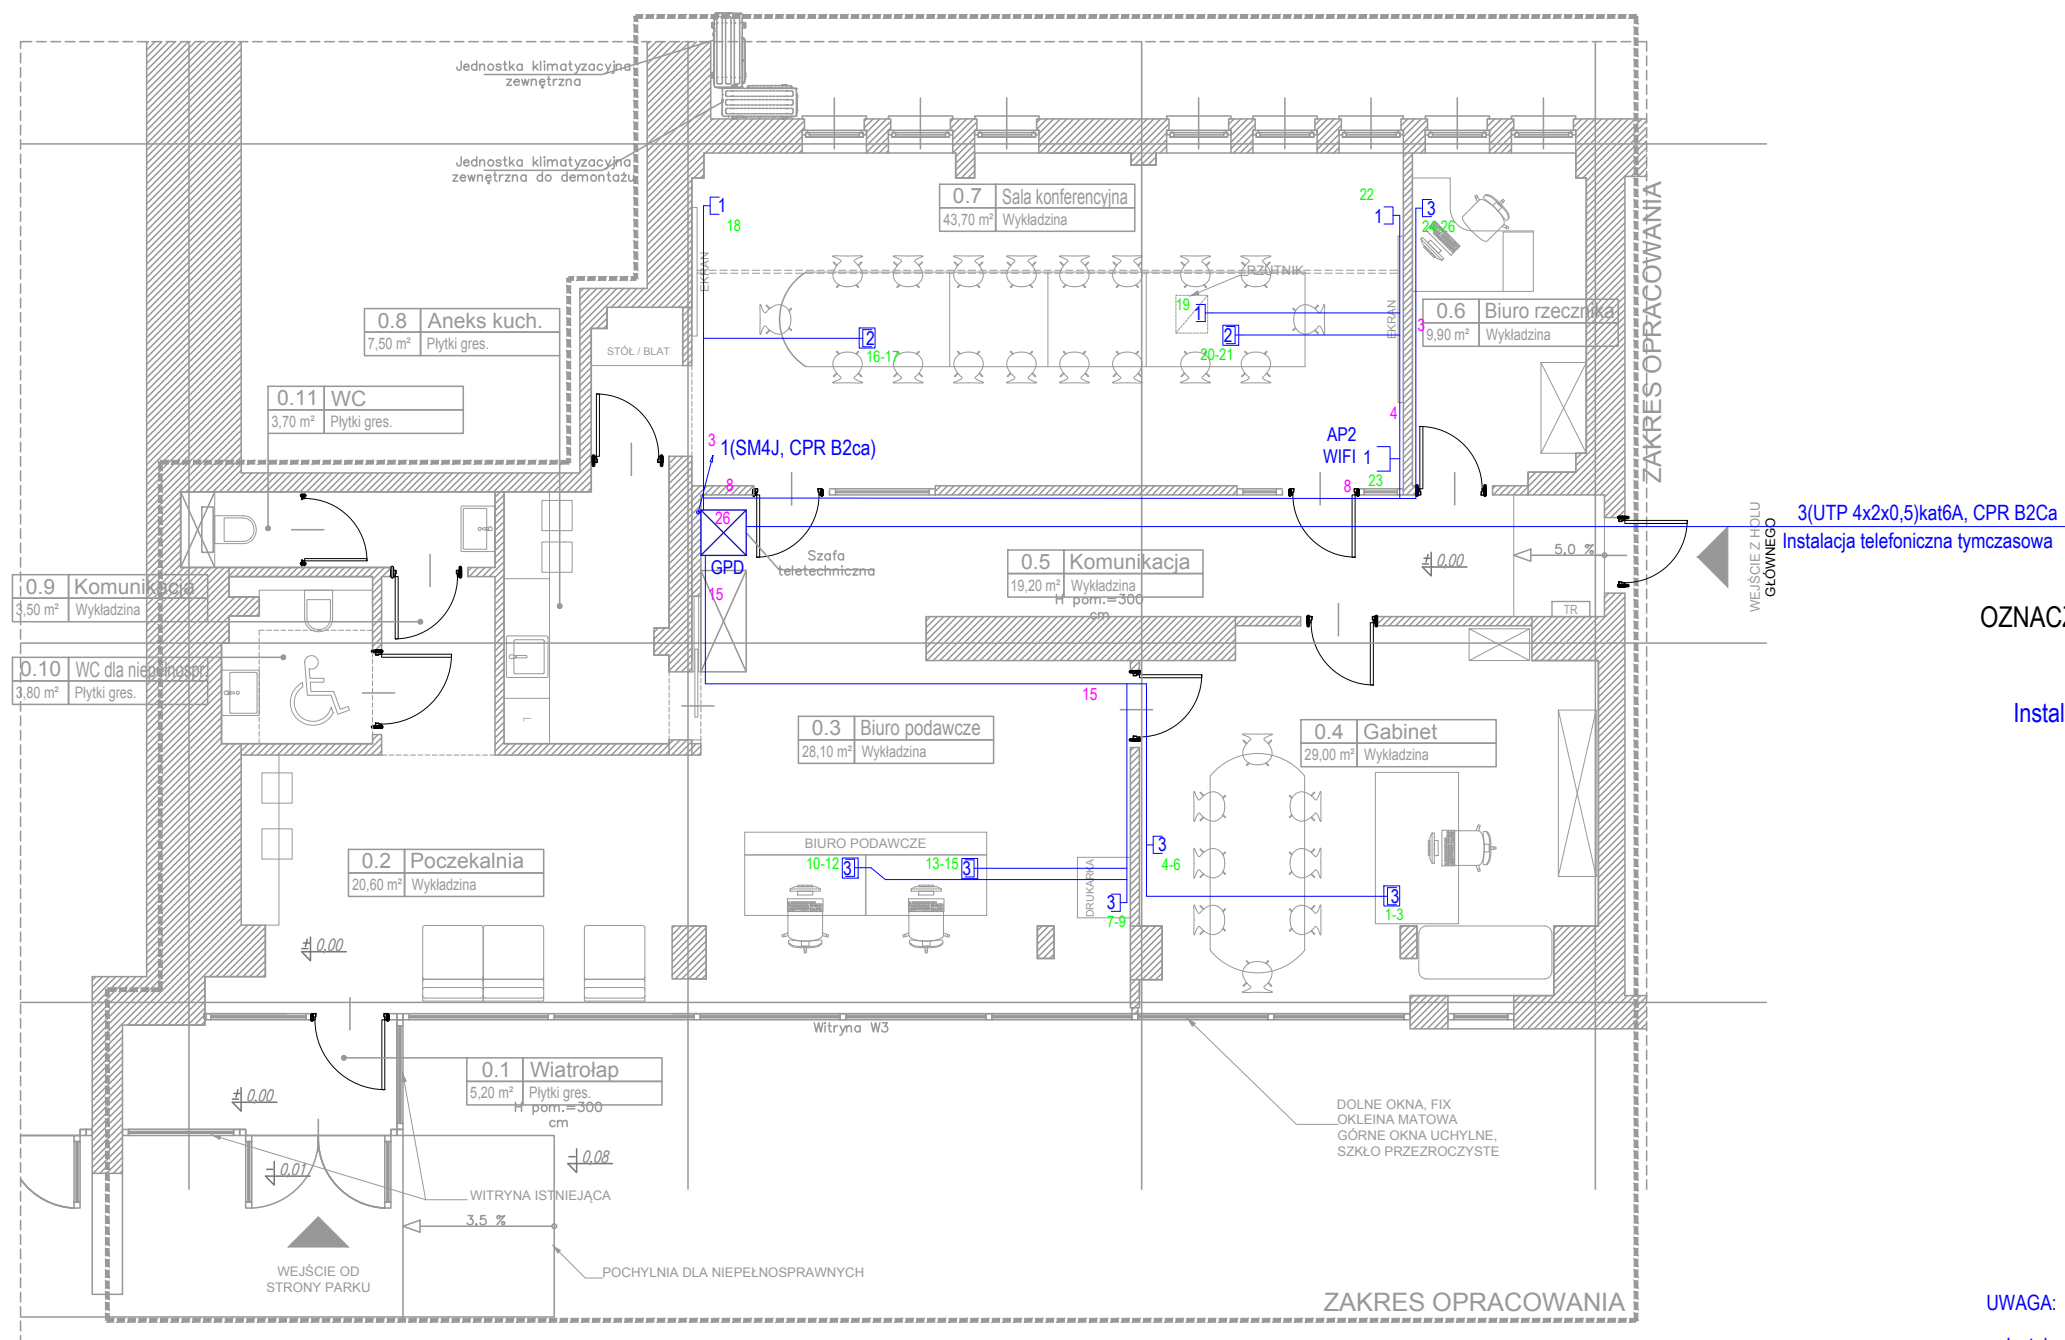 Jednostka klimatyzacyjna
zewnętrzna
Jednostka klimatyzacyjna
zewnętrzna do demontażu
0.7 Sala konferencyjna
43,70 m² Wykładzina
1
18
EKRAN
22
1
3
24-26
RZUTNIK
19
1
2
16-17
2
20-21
EKRAN
3
0.6 Biuro rzecznika
9,90 m² Wykładzina
ZAKRES OPRACOWANIA
0.8 Aneks kuch.
7,50 m² Płytki gres.
STÓŁ / BLAT
0.11 WC
3,70 m² Płytki gres.
4
3
1(SM4J, CPR B2ca)
AP2
WIFI 1
23
8
8
26
GPD
15
Szafa
teletechniczna
0.5 Komunikacja
19,20 m² Wykładzina
H pom.=300
cm
± 0,00
5,0 %
TR
WEJŚCIE Z HOLU
GŁÓWNEGO
3(UTP 4x2x0,5)kat6A, CPR B2Ca
Instalacja telefoniczna tymczasowa
OZNACZ
Instal
0.9 Komunikacja
3,50 m² Wykładzina
0.10 WC dla niepełnospr.
3,80 m² Płytki gres.
L
15
0.3 Biuro podawcze
28,10 m² Wykładzina
0.4 Gabinet
29,00 m² Wykładzina
0.2 Poczekalnia
20,60 m² Wykładzina
BIURO PODAWCZE
10-12
3
13-15
3
DRUKARKA
3
7-9
3
4-6
3
1-3
± 0,00
Witryna W3
0.1 Wiatrołap
5,20 m² Płytki gres.
H pom.=300
cm
± 0,00
- 0,01
- 0,08
WITRYNA ISTNIEJĄCA
3,5 %
WEJŚCIE OD
STRONY PARKU
POCHYLNIA DLA NIEPEŁNOSPRAWNYCH
DOLNE OKNA, FIX
OKLEINA MATOWA
GÓRNE OKNA UCHYLNE,
SZKŁO PRZEZROCZYSTE
ZAKRES OPRACOWANIA
UWAGA: